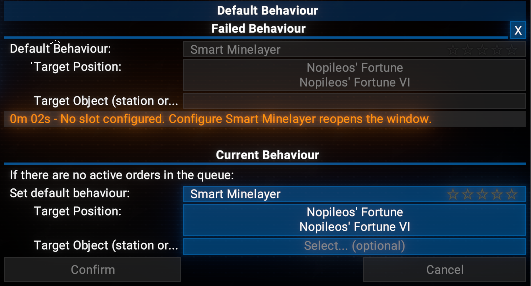 Default Behaviour
Failed Behaviour
X
Default Behaviour: Smart Minelayer
Target Position: Nopileos' Fortune
Nopileos' Fortune VI
Target Object (station or...
0m 02s - No slot configured. Configure Smart Minelayer reopens the window.
Current Behaviour
If there are no active orders in the queue:
Set default behaviour: Smart Minelayer
Target Position: Nopileos' Fortune
Nopileos' Fortune VI
Target Object (station or... Select... (optional)
Confirm Cancel